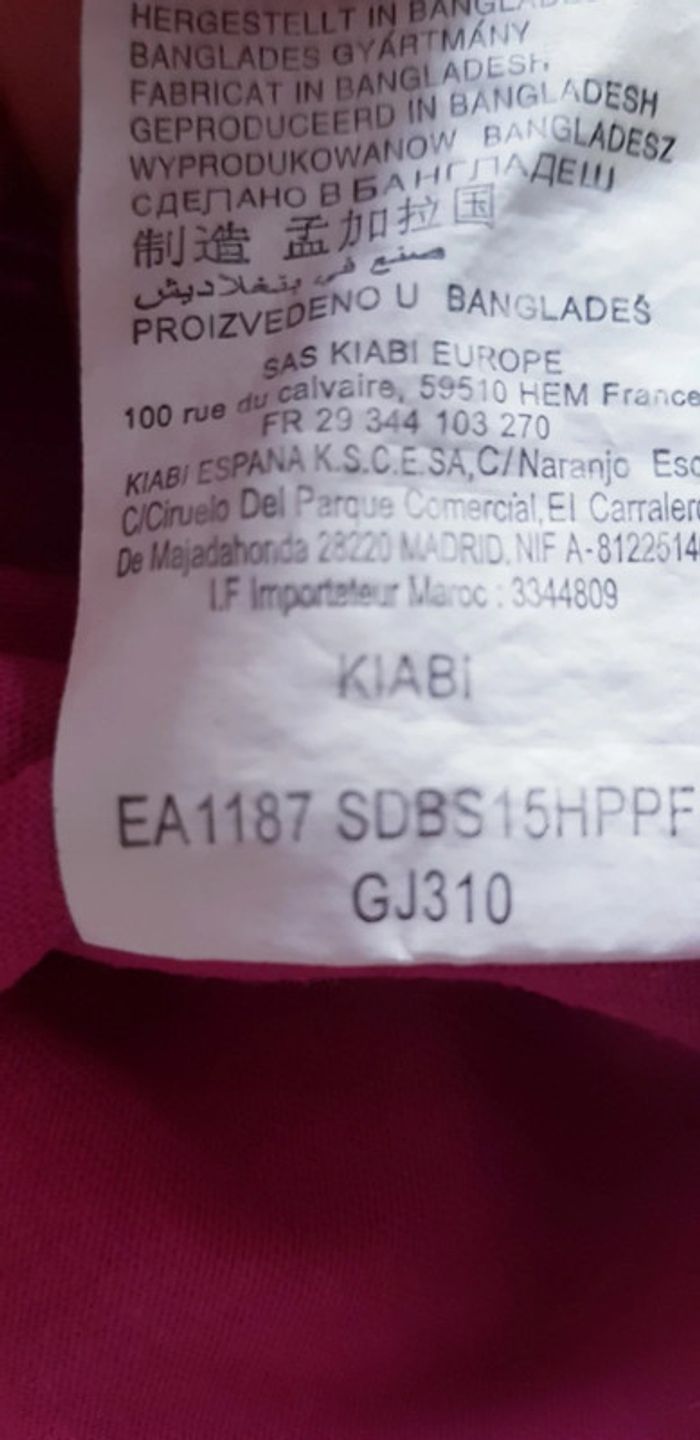 HERGESTELLT IN
BANGLADES GYÁRTMÁNY
FABRICAT IN BANGLADESH
GEPRODUCEERD IN BANGLADESH
WYPRODUKOWANOW BANGLADESZ
СДЕЛАНО В БАНГЛАДЕШ
制造 孟加拉国
صنع في بنغلاديش
PROIZVEDENO U BANGLADEŠ
SAS KIABI EUROPE
100 rue du calvaire, 59510 HEM France
FR 29 344 103 270
KIABI ESPANA K.S.C.E.SA,C/Naranjo
C/Ciruelo Del Parque Comercial,El
De Majadahonda 28220 MADRID, NIF
I.F Importateur Maroc : 3344809
KIABI
EA1187 SDBS15HPPF
GJ310